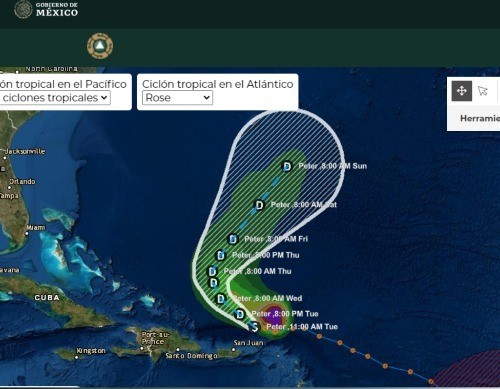 GOBIERNO DE
MÉXICO
North Carolina
ón tropical en el Pacífico
ciclones tropicales
Ciclón tropical en el Atlántico
Rose
Herramie
Jacksonville
Orlando
ampa
Miami
avana
CUBA
Port-au-
Prince
Kingston
Santo Domingo
San Juan
D Peter ,8:00 AM Sun
D Peter ,8:00 AM Sat
D Peter ,8:00 AM Fri
D Peter ,8:00 PM Thu
D Peter ,8:00 AM Thu
D
D Peter ,8:00 AM Wed
D Peter ,8:00 PM Tue
S Peter ,11:00 AM Tue